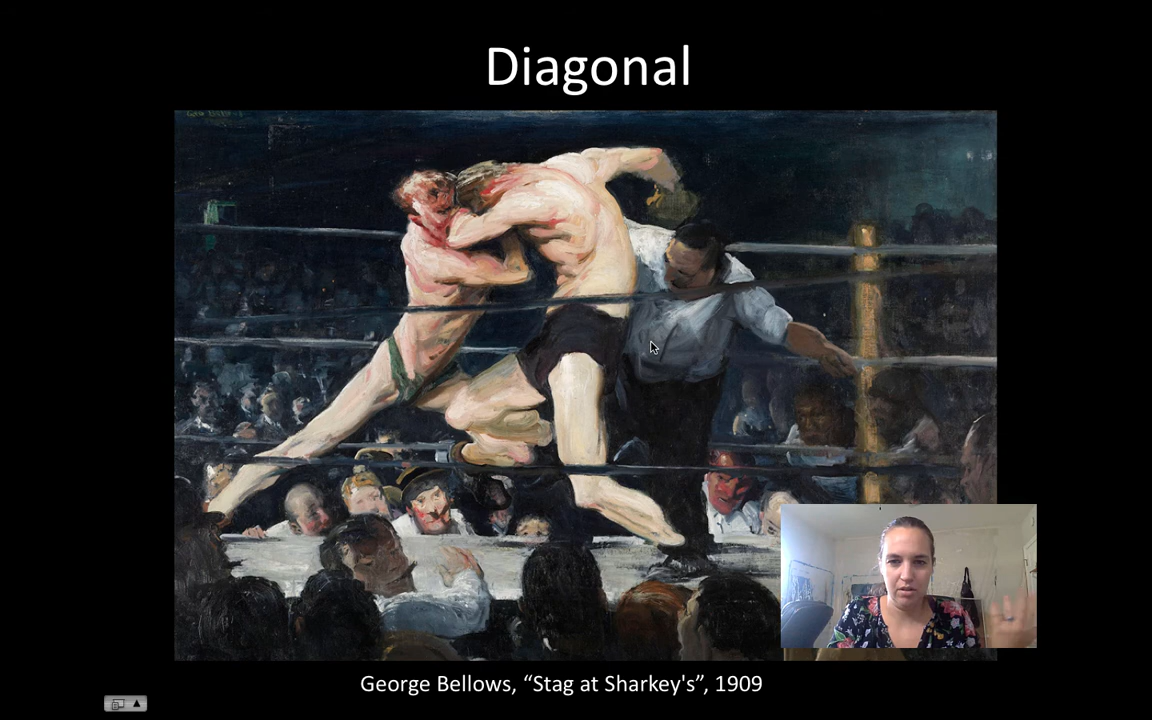 Diagonal
George Bellows, “Stag at Sharkey's”, 1909